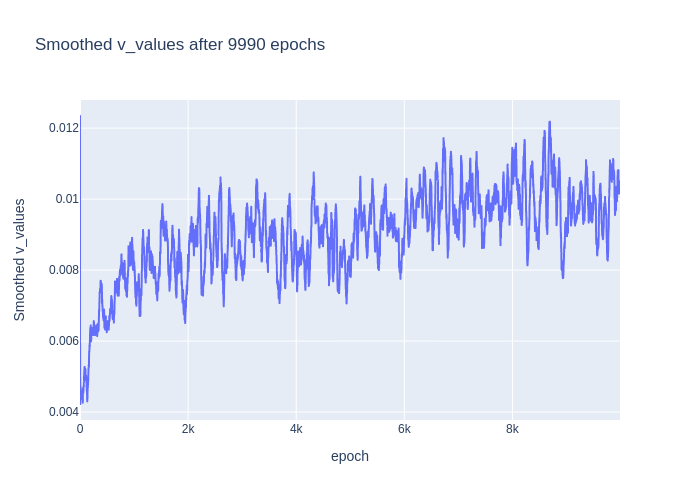 Smoothed v_values after 9990 epochs
0.012
0.01
0.008
0.006
0.004
Smoothed v_values
0
2k
4k
6k
8k
epoch